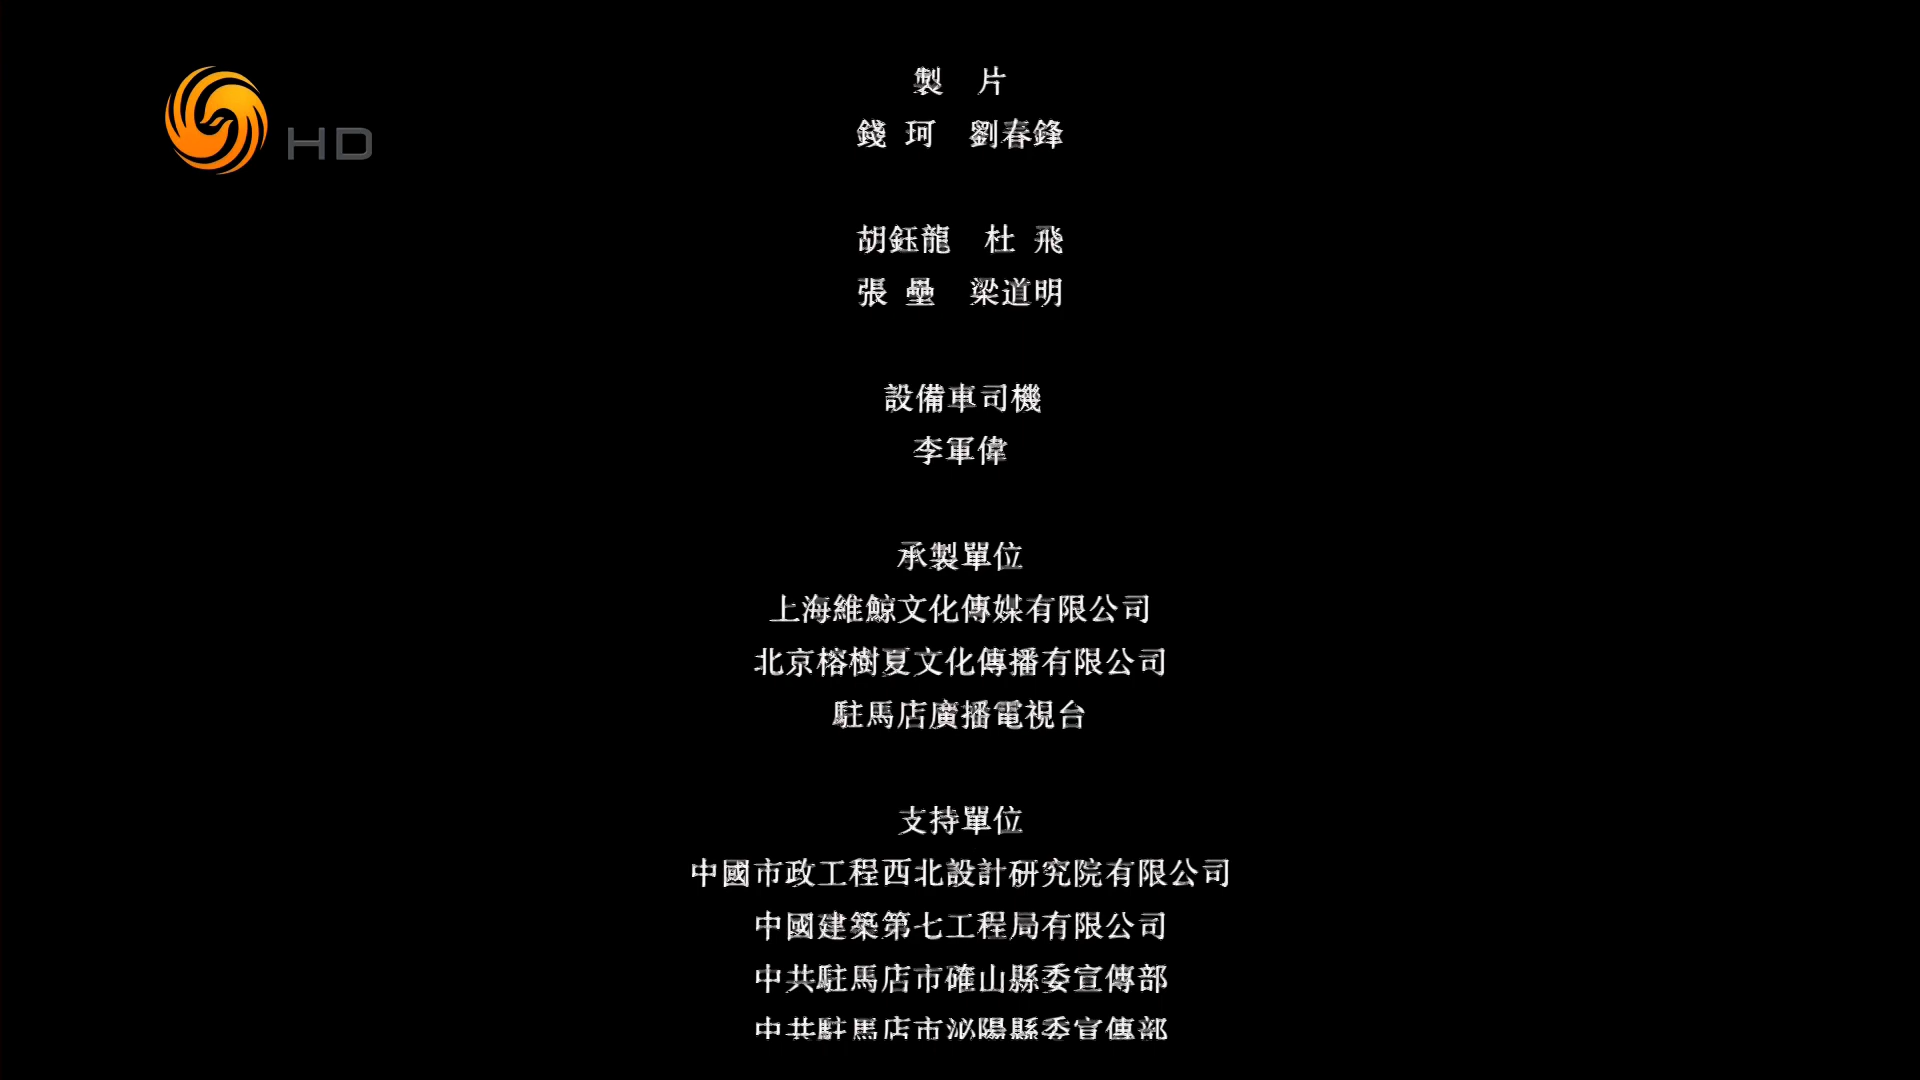 HD
製 片
錢 珂 劉春鋒
胡鈺龍 杜 飛
張 壘 梁道明
設備車司機
李軍偉
承製單位
上海維鯨文化傳媒有限公司
北京榕樹夏文化傳播有限公司
駐馬店廣播電視台
支持單位
中國市政工程西北設計研究院有限公司
中國建築第七工程局有限公司
中共駐馬店市確山縣委宣傳部
中共駐馬店市泌陽縣委宣傳部